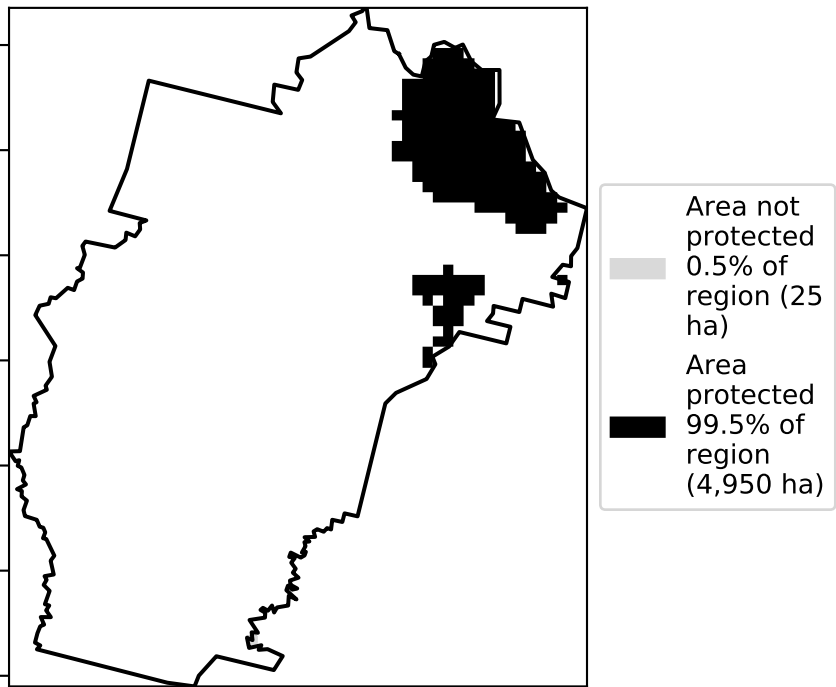 Area not
protected
0.5% of
region (25
ha)
Area
protected
99.5% of
region
(4,950 ha)